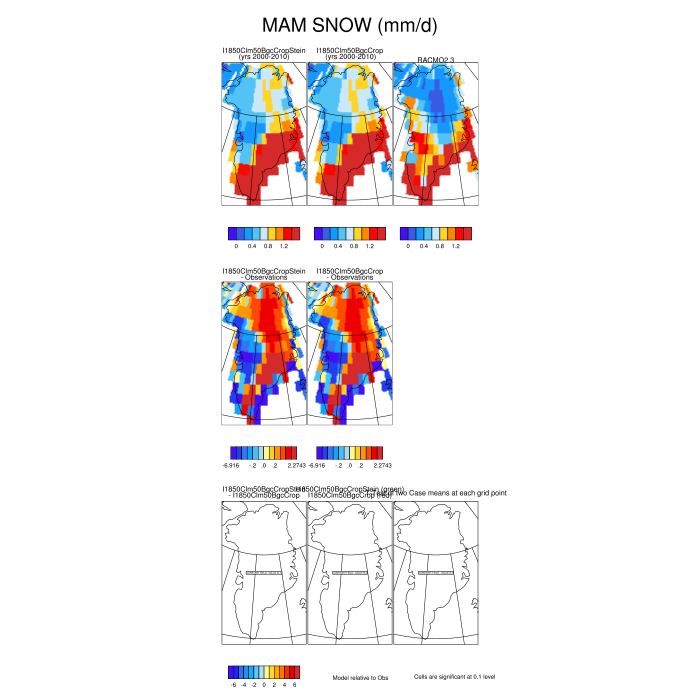 MAM SNOW (mm/d)
I1850Clm50BgcCropStein
(yrs 2000-2010)
I1850Clm50BgcCrop
(yrs 2000-2010)
RACMO2.3
0 0.4 0.8 1.2
0 0.4 0.8 1.2
0 0.4 0.8 1.2
I1850Clm50BgcCropStein
- Observations
I1850Clm50BgcCrop
- Observations
-6.916 -.2 .0 .2 2.2743
-6.916 -.2 .0 .2 2.2743
I1850Clm50BgcCropStein
- I1850Clm50BgcCrop
I1850Clm50BgcCropStein (green)
I1850Clm50BgcCrop (red)
two Case means at each grid point
-6 -4 -2 0 2 4 6
Model relative to Obs
Cells are significant at 0.1 level